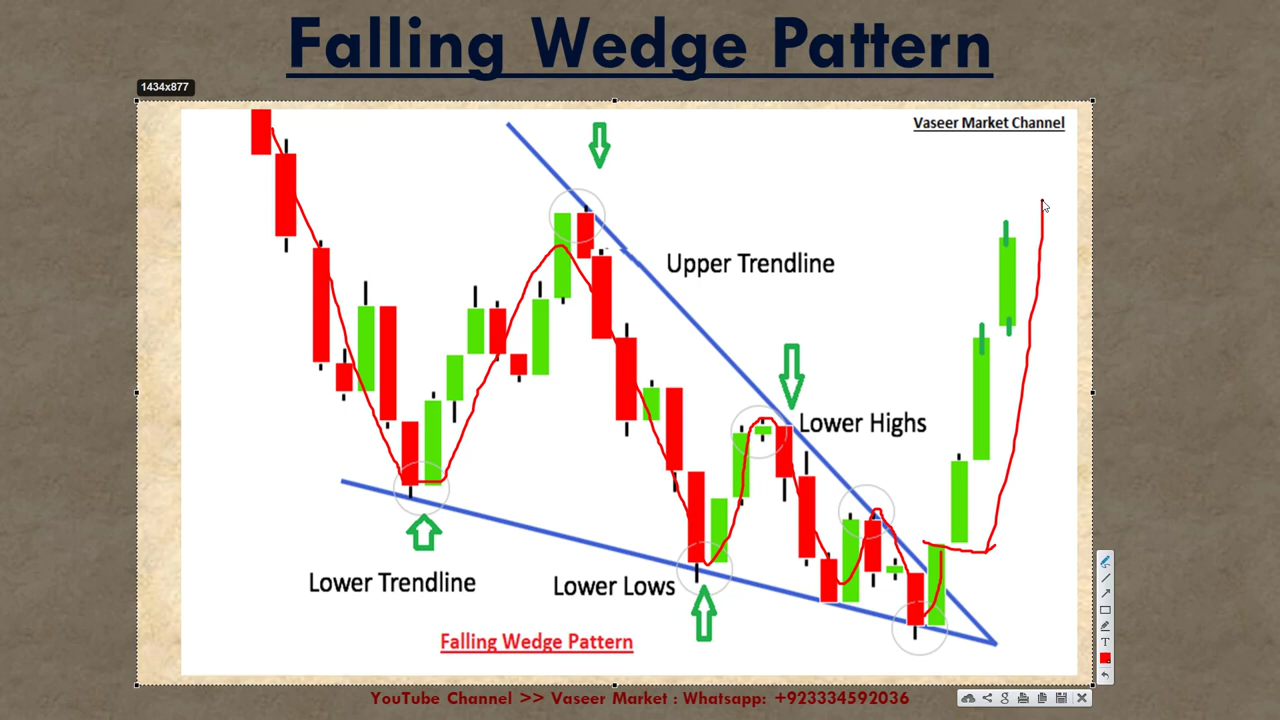 Falling Wedge Pattern
1434x877
Vaseer Market Channel
Upper Trendline
Lower Highs
Lower Trendline
Lower Lows
Falling Wedge Pattern
YouTube Channel >> Vaseer Market : Whatsapp: +923334592036